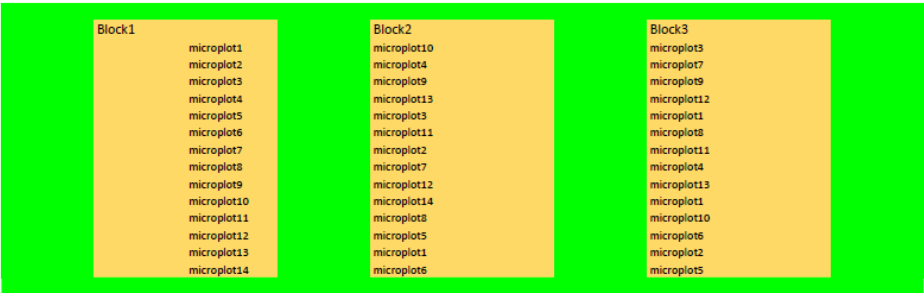 Block1
microplot1
microplot2
microplot3
microplot4
microplot5
microplot6
microplot7
microplot8
microplot9
microplot10
microplot11
microplot12
microplot13
microplot14
Block2
microplot10
microplot4
microplot9
microplot13
microplot3
microplot11
microplot2
microplot7
microplot12
microplot14
microplot8
microplot5
microplot1
microplot6
Block3
microplot3
microplot7
microplot9
microplot12
microplot1
microplot8
microplot11
microplot4
microplot13
microplot1
microplot10
microplot6
microplot2
microplot5